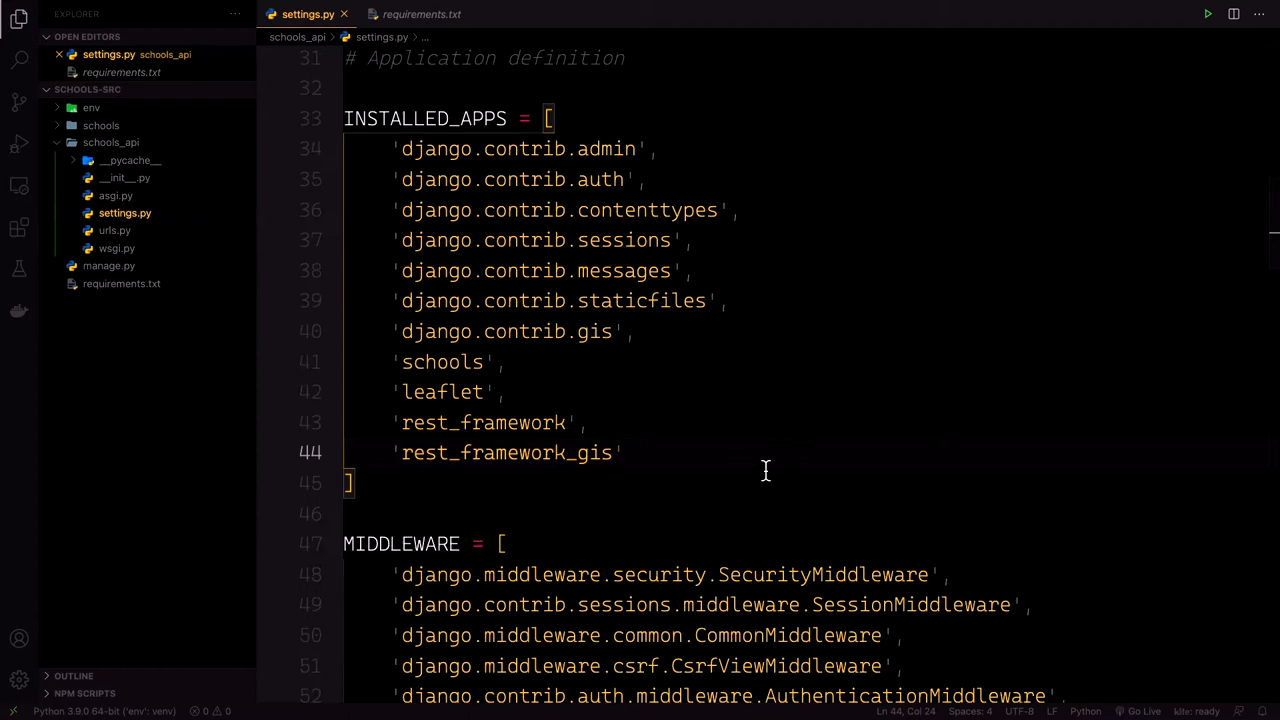 EXPLORER
OPEN EDITORS
settings.py schools_api
requirements.txt
SCHOOLS-SRC
env
schools
schools_api
__pycache__
__init__.py
asgi.py
settings.py
urls.py
wsgi.py
manage.py
requirements.txt
OUTLINE
NPM SCRIPTS
settings.py
requirements.txt
schools_api > settings.py > ...
31 # Application definition
32
33 INSTALLED_APPS = [
34 'django.contrib.admin',
35 'django.contrib.auth',
36 'django.contrib.contenttypes',
37 'django.contrib.sessions',
38 'django.contrib.messages',
39 'django.contrib.staticfiles',
40 'django.contrib.gis',
41 'schools',
42 'leaflet',
43 'rest_framework',
44 'rest_framework_gis'
45 ]
46
47 MIDDLEWARE = [
48 'django.middleware.security.SecurityMiddleware',
49 'django.contrib.sessions.middleware.SessionMiddleware',
50 'django.middleware.common.CommonMiddleware',
51 'django.middleware.csrf.CsrfViewMiddleware',
52 'django.contrib.auth.middleware.AuthenticationMiddleware',
Python 3.9.0 64-bit ('env': venv) 0 0 Ln 44, Col 24 Spaces: 4 UTF-8 LF Python Go Live kite: ready